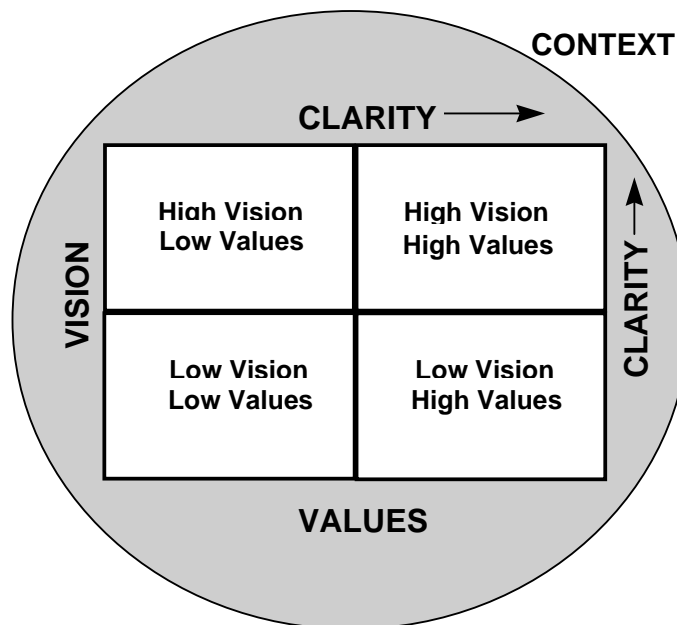 CONTEXT
CLARITY
High Vision
Low Values
High Vision
High Values
VISION
CLARITY
Low Vision
Low Values
Low Vision
High Values
VALUES